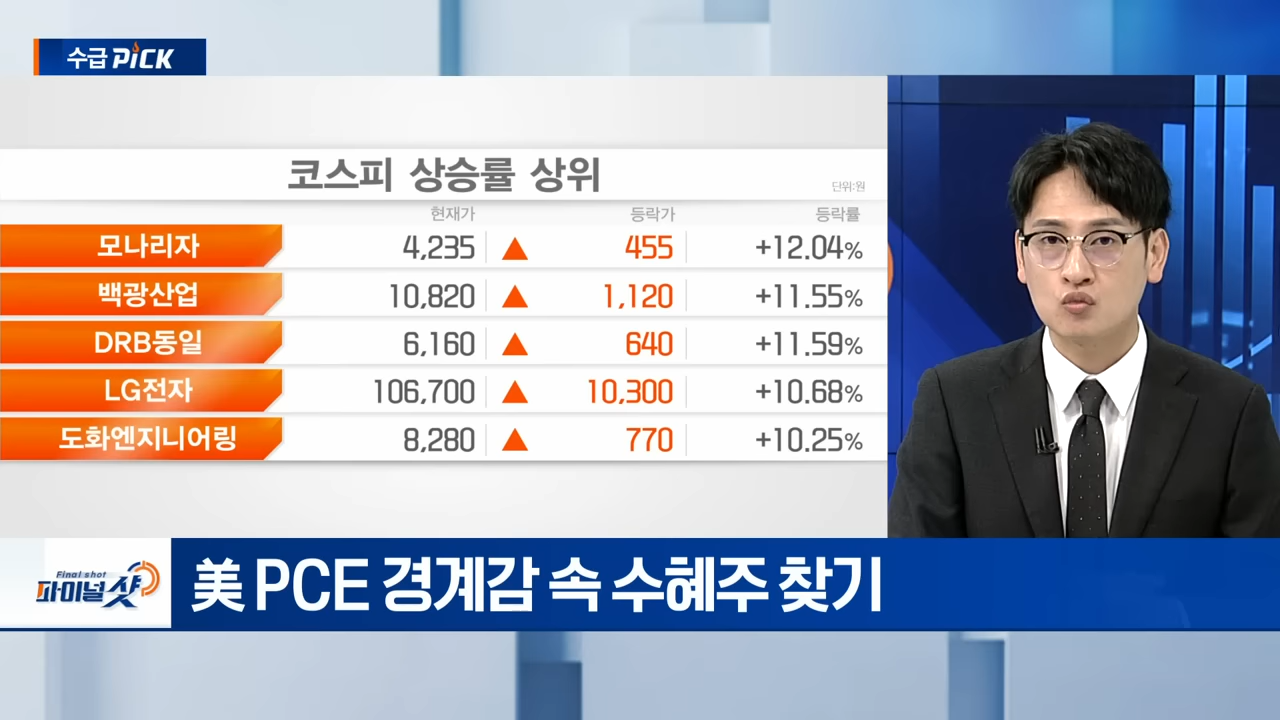 수급 PiCK
코스피 상승률 상위
단위:원
현재가 등락가 등락률
모나리자 4,235 ▲ 455 +12.04%
백광산업 10,820 ▲ 1,120 +11.55%
DRB동일 6,160 ▲ 640 +11.59%
LG전자 106,700 ▲ 10,300 +10.68%
도화엔지니어링 8,280 ▲ 770 +10.25%
Final shot
파이널샷
美 PCE 경계감 속 수혜주 찾기